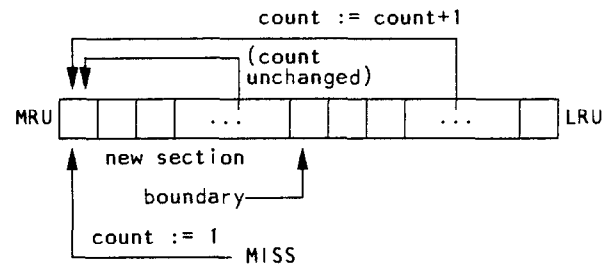 count := count+1
(count
unchanged)
MRU ... ... LRU
new section
boundary
count := 1
MISS